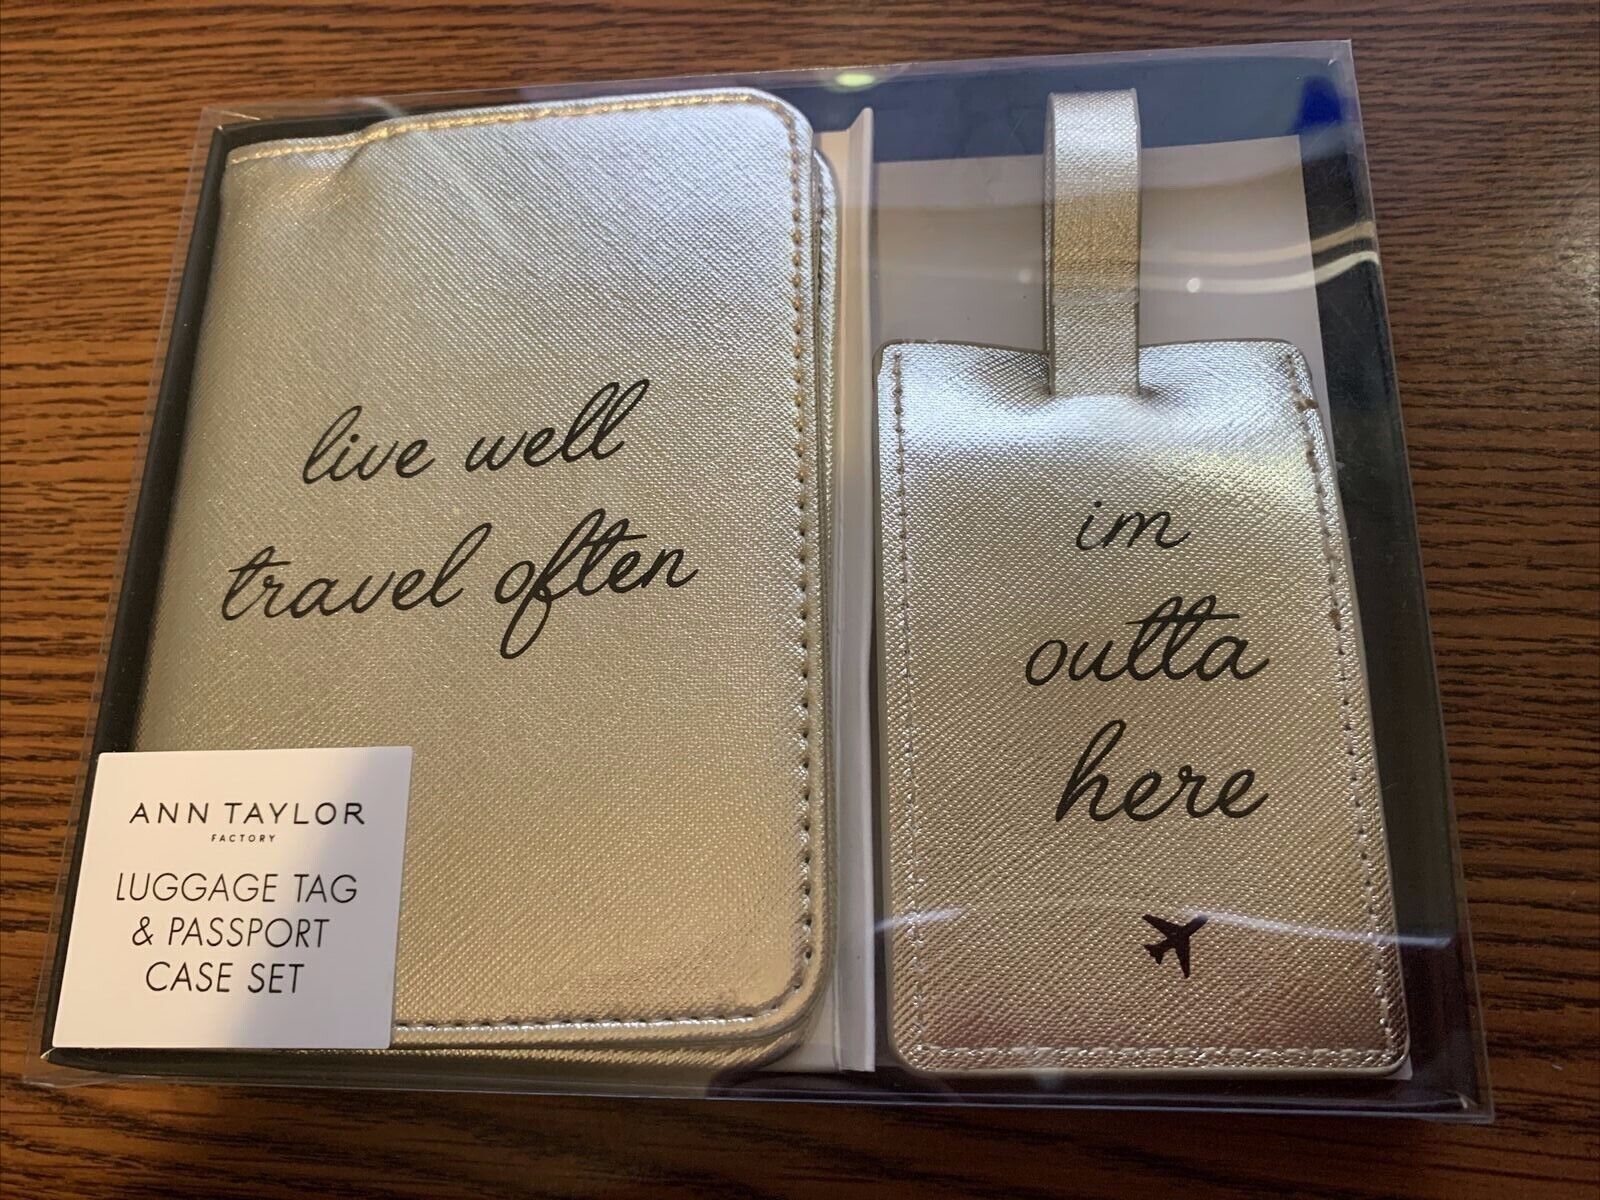 live well
travel often
im
outta
here
ANN TAYLOR
FACTORY
LUGGAGE TAG
& PASSPORT
CASE SET